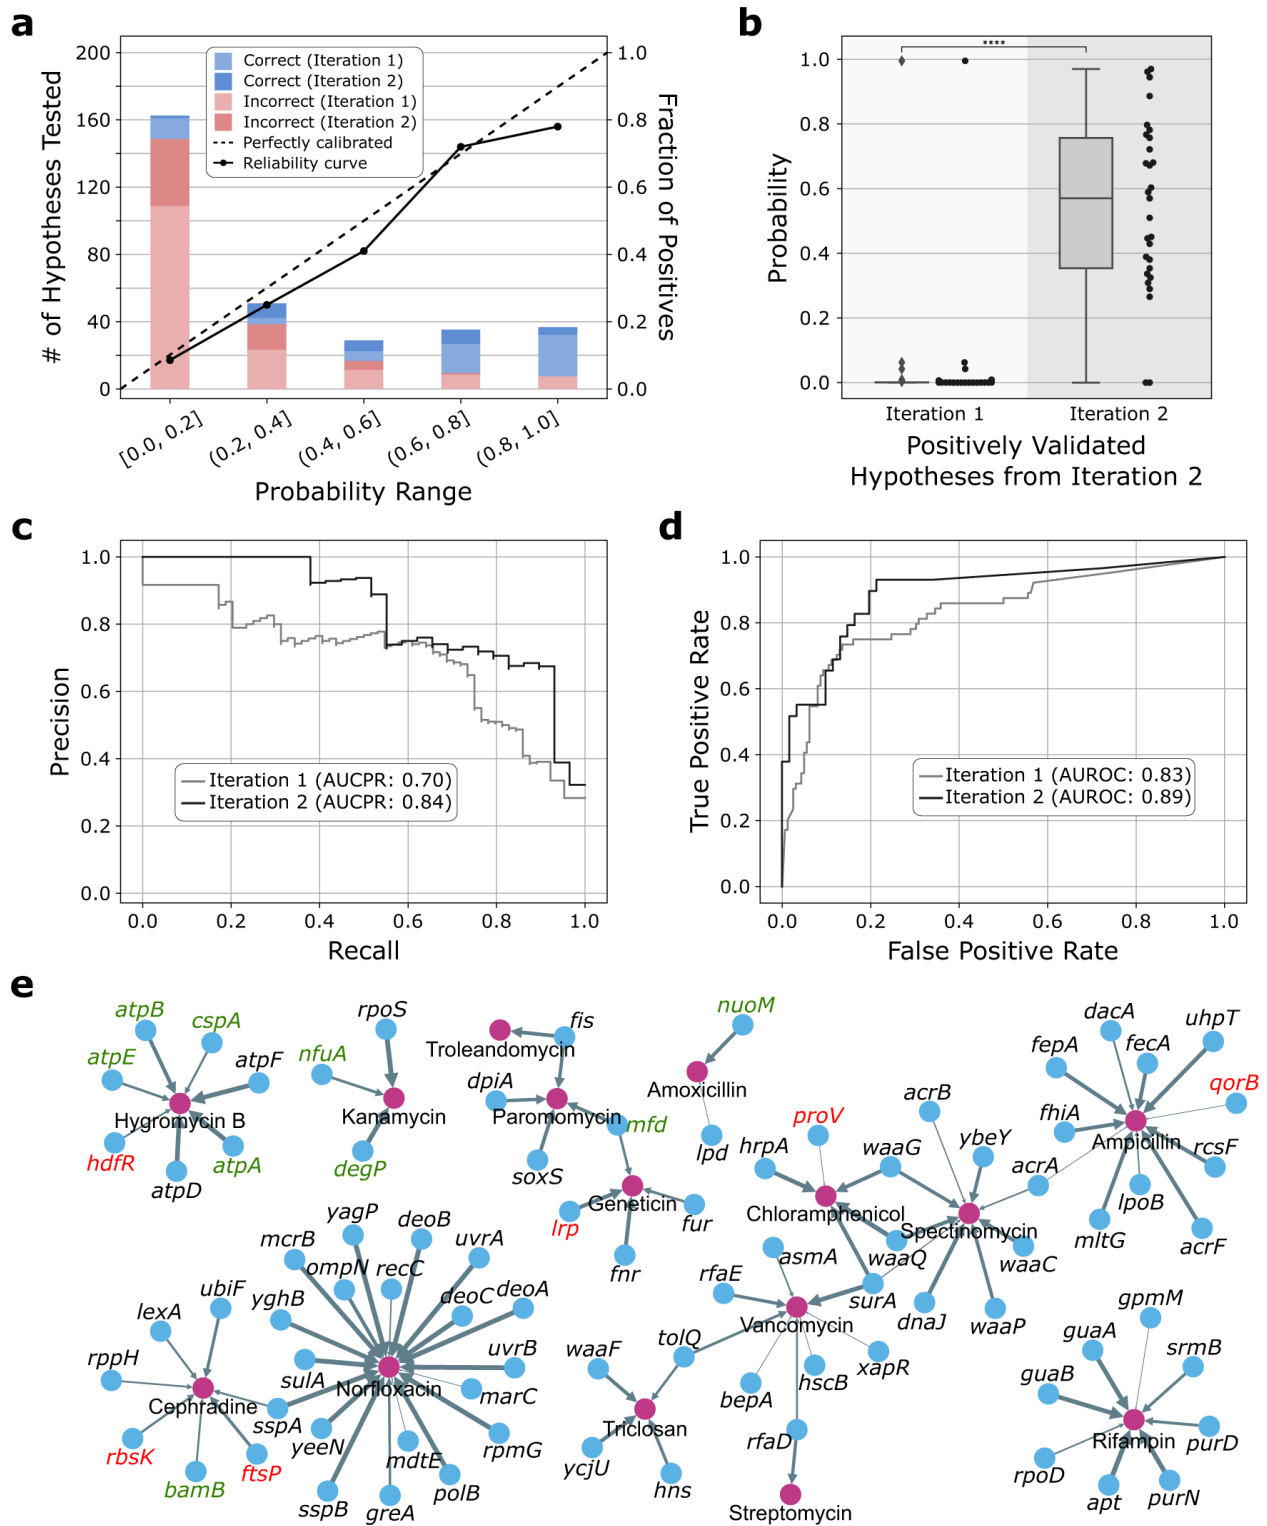 a
200
160
120
80
40
0
# of Hypotheses Tested
Correct (Iteration 1)
Correct (Iteration 2)
Incorrect (Iteration 1)
Incorrect (Iteration 2)
Perfectly calibrated
Reliability curve
1.0
0.8
0.6
0.4
0.2
0.0
Fraction of Positives
[0.0, 0.2]
(0.2, 0.4]
(0.4, 0.6]
(0.6, 0.8]
(0.8, 1.0]
Probability Range
b
****
1.0
0.8
0.6
0.4
0.2
0.0
Probability
Iteration 1
Iteration 2
Positively Validated
Hypotheses from Iteration 2
c
1.0
0.8
0.6
0.4
0.2
0.0
Precision
Iteration 1 (AUCPR: 0.70)
Iteration 2 (AUCPR: 0.84)
0.0 0.2 0.4 0.6 0.8 1.0
Recall
d
1.0
0.8
0.6
0.4
0.2
0.0
True Positive Rate
Iteration 1 (AUROC: 0.83)
Iteration 2 (AUROC: 0.89)
0.0 0.2 0.4 0.6 0.8 1.0
False Positive Rate
e
atpB
cspA
atpE
atpF
Hygromycin B
hdfR
atpA
atpD
rpoS
nfuA
Kanamycin
degP
fis
Troleandomycin
dpiA
Paromomycin
mfd
soxS
Geneticin
lrp
fur
fnr
nuoM
Amoxicillin
lpd
proV
hrpA
waaG
Chloramphenicol
acrB
ybeY
acrA
Spectinomycin
waaQ
waaC
surA
dnaJ
waaP
dacA
uhpT
fepA
fecA
qorB
fhiA
Ampicillin
rcsF
lpoB
mltG
acrF
ubiF
lexA
rppH
Cephradine
sspA
rbsK
bamB
ftsP
yagP
deoB
mcrB
uvrA
ompN
recC
yghB
deoC
deoA
sulA
uvrB
Norfloxacin
marC
yeeN
mdtE
rpmG
sspB
greA
polB
asmA
rfaE
Vancomycin
tolQ
waaF
xapR
hscB
bepA
Triclosan
rfaD
ycjU
hns
Streptomycin
gpmM
guaA
srmB
guaB
Rifampin
purD
rpoD
apt
purN